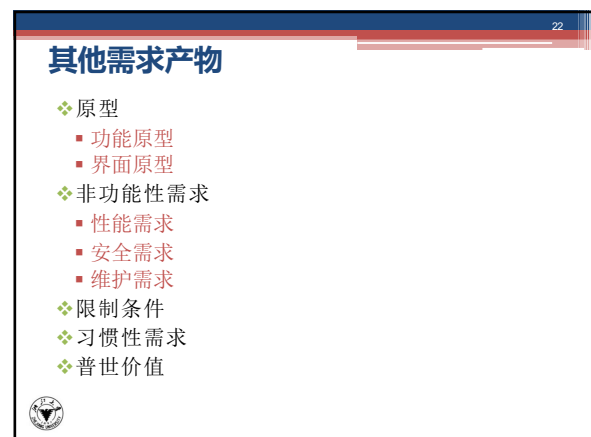 22
其他需求产物
原型
功能原型
界面原型
非功能性需求
性能需求
安全需求
维护需求
限制条件
习惯性需求
普世价值